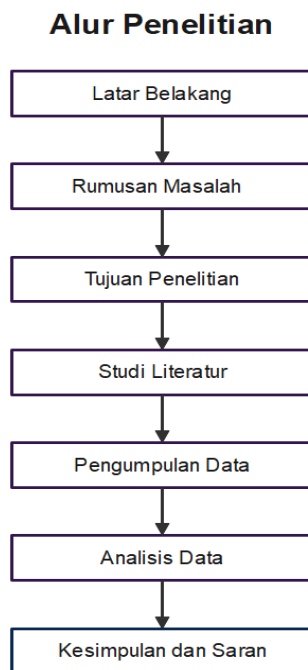 Alur Penelitian
Latar Belakang
Rumusan Masalah
Tujuan Penelitian
Studi Literatur
Pengumpulan Data
Analisis Data
Kesimpulan dan Saran